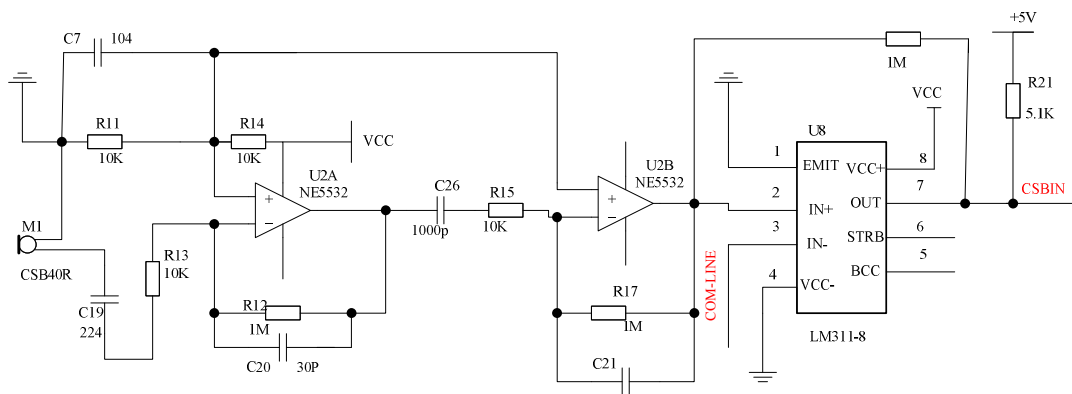 C7 104
+5V
1M
R21
5.1K
VCC
R11
10K
R14
10K
VCC
U8
U2A
NE5532
U2B
NE5532
1
EMIT
VCC+
8
2
IN+
OUT
7
CSBIN
3
IN-
STRB
6
4
VCC-
BCC
5
LM311-8
C26
1000p
R15
10K
+
-
+
-
M1
CSB40R
R13
10K
C19
224
R12
1M
C20 30P
R17
1M
C21
COM-LINE